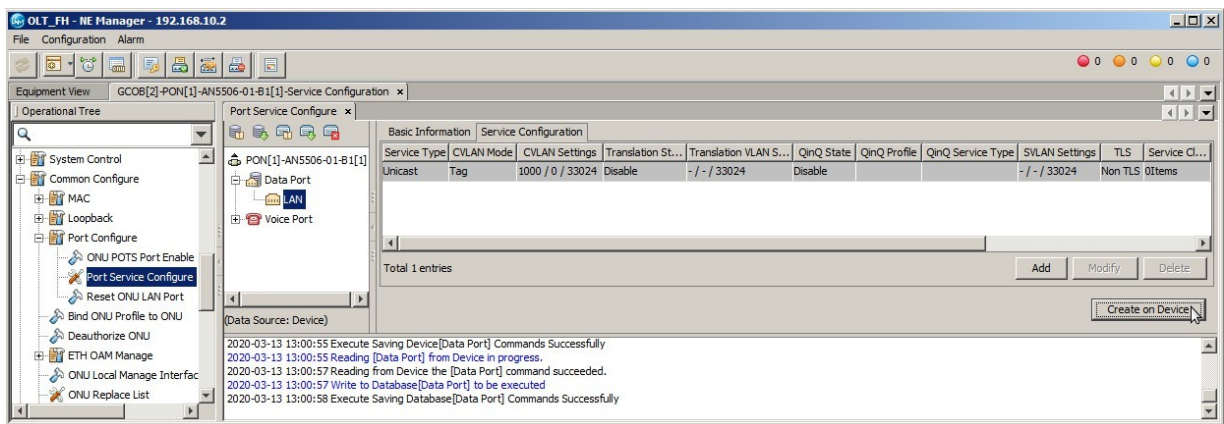 OLT_FH - NE Manager - 192.168.10.2
File Configuration Alarm
0 0 0 0
Equipment View GCOB[2]-PON[1]-AN5506-01-B1[1]-Service Configuration ×
Operational Tree
System Control
Common Configure
MAC
Loopback
Port Configure
ONU POTS Port Enable
Port Service Configure
Reset ONU LAN Port
Bind ONU Profile to ONU
Deauthorize ONU
ETH OAM Manage
ONU Local Manage Interfac
ONU Replace List
Port Service Configure ×
PON[1]-AN5506-01-B1[1]
Data Port
LAN
Voice Port
(Data Source: Device)
Basic Information Service Configuration
Service Type CVLAN Mode CVLAN Settings Translation St... Translation VLAN S... QinQ State QinQ Profile QinQ Service Type SVLAN Settings TLS Service Cl...
Unicast Tag 1000 / 0 / 33024 Disable - / - / 33024 Disable - / - / 33024 Non TLS 0Items
Total 1 entries
Add Modify Delete
Create on Device
2020-03-13 13:00:55 Execute Saving Device[Data Port] Commands Successfully
2020-03-13 13:00:55 Reading [Data Port] from Device in progress.
2020-03-13 13:00:57 Reading from Device the [Data Port] command succeeded.
2020-03-13 13:00:57 Write to Database[Data Port] to be executed
2020-03-13 13:00:58 Execute Saving Database[Data Port] Commands Successfully